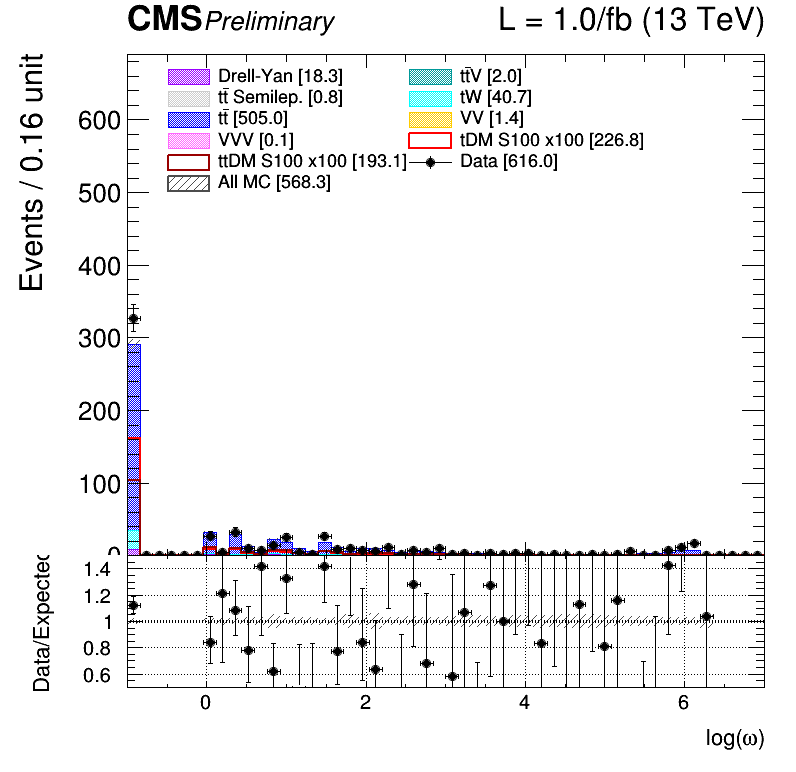 CMS Preliminary L = 1.0/fb (13 TeV)
Events / 0.16 unit
Drell-Yan [18.3] tt̄V [2.0]
tt̄ Semilep. [0.8] tW [40.7]
tt̄ [505.0] VV [1.4]
VVV [0.1] tDM S100 x100 [226.8]
ttDM S100 x100 [193.1] Data [616.0]
All MC [568.3]
600
500
400
300
200
100
0
Data/Expected
1.4
1.2
1
0.8
0.6
0 2 4 6
log(ω)